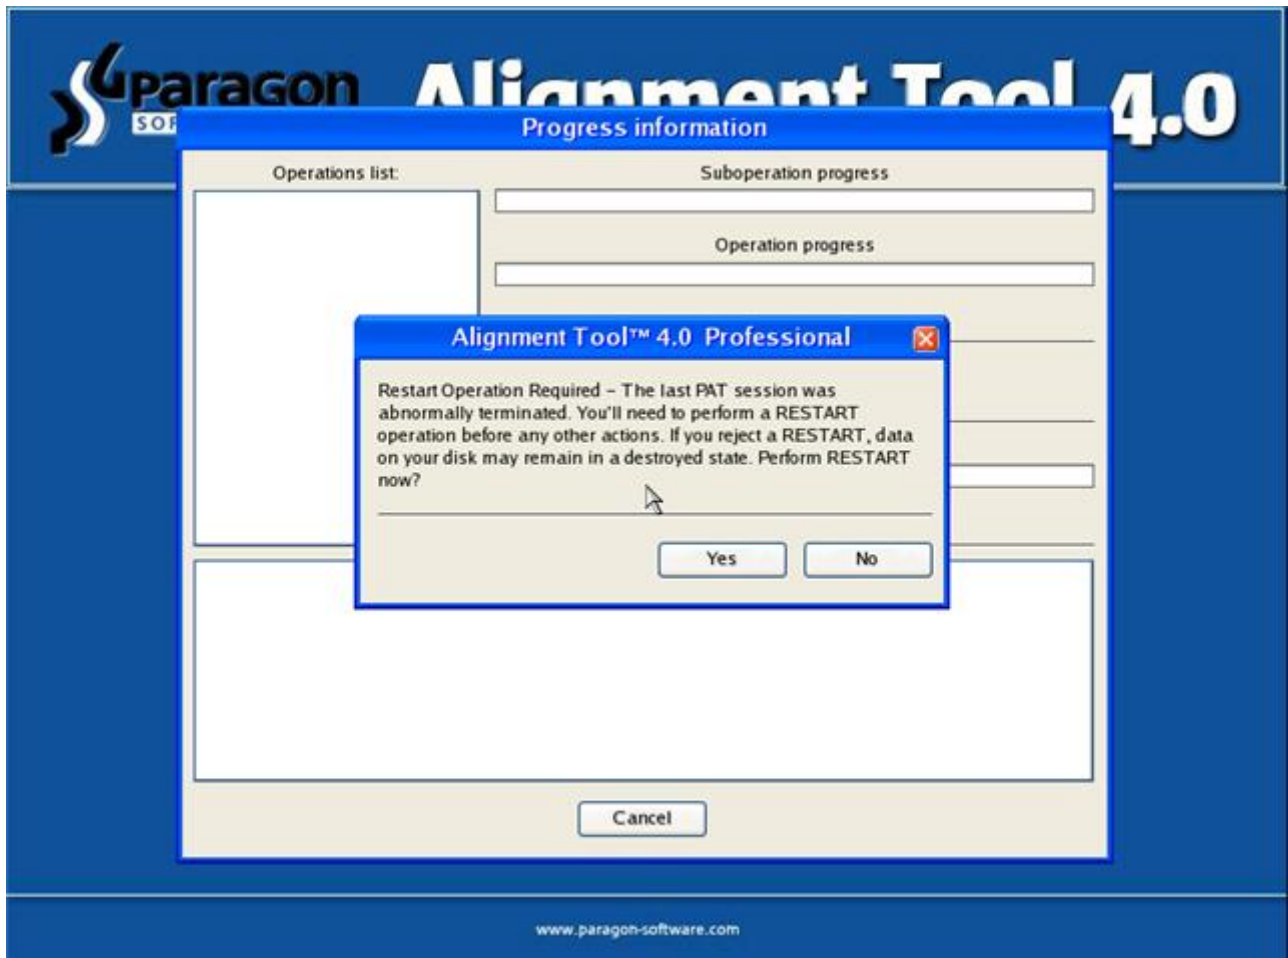 paragon
Alignment Tool 4.0
Progress information
Operations list:
Suboperation progress
Operation progress
Alignment Tool™ 4.0 Professional
Restart Operation Required – The last PAT session was
abnormally terminated. You'll need to perform a RESTART
operation before any other actions. If you reject a RESTART, data
on your disk may remain in a destroyed state. Perform RESTART
now?
Yes
No
Cancel
www.paragon-software.com